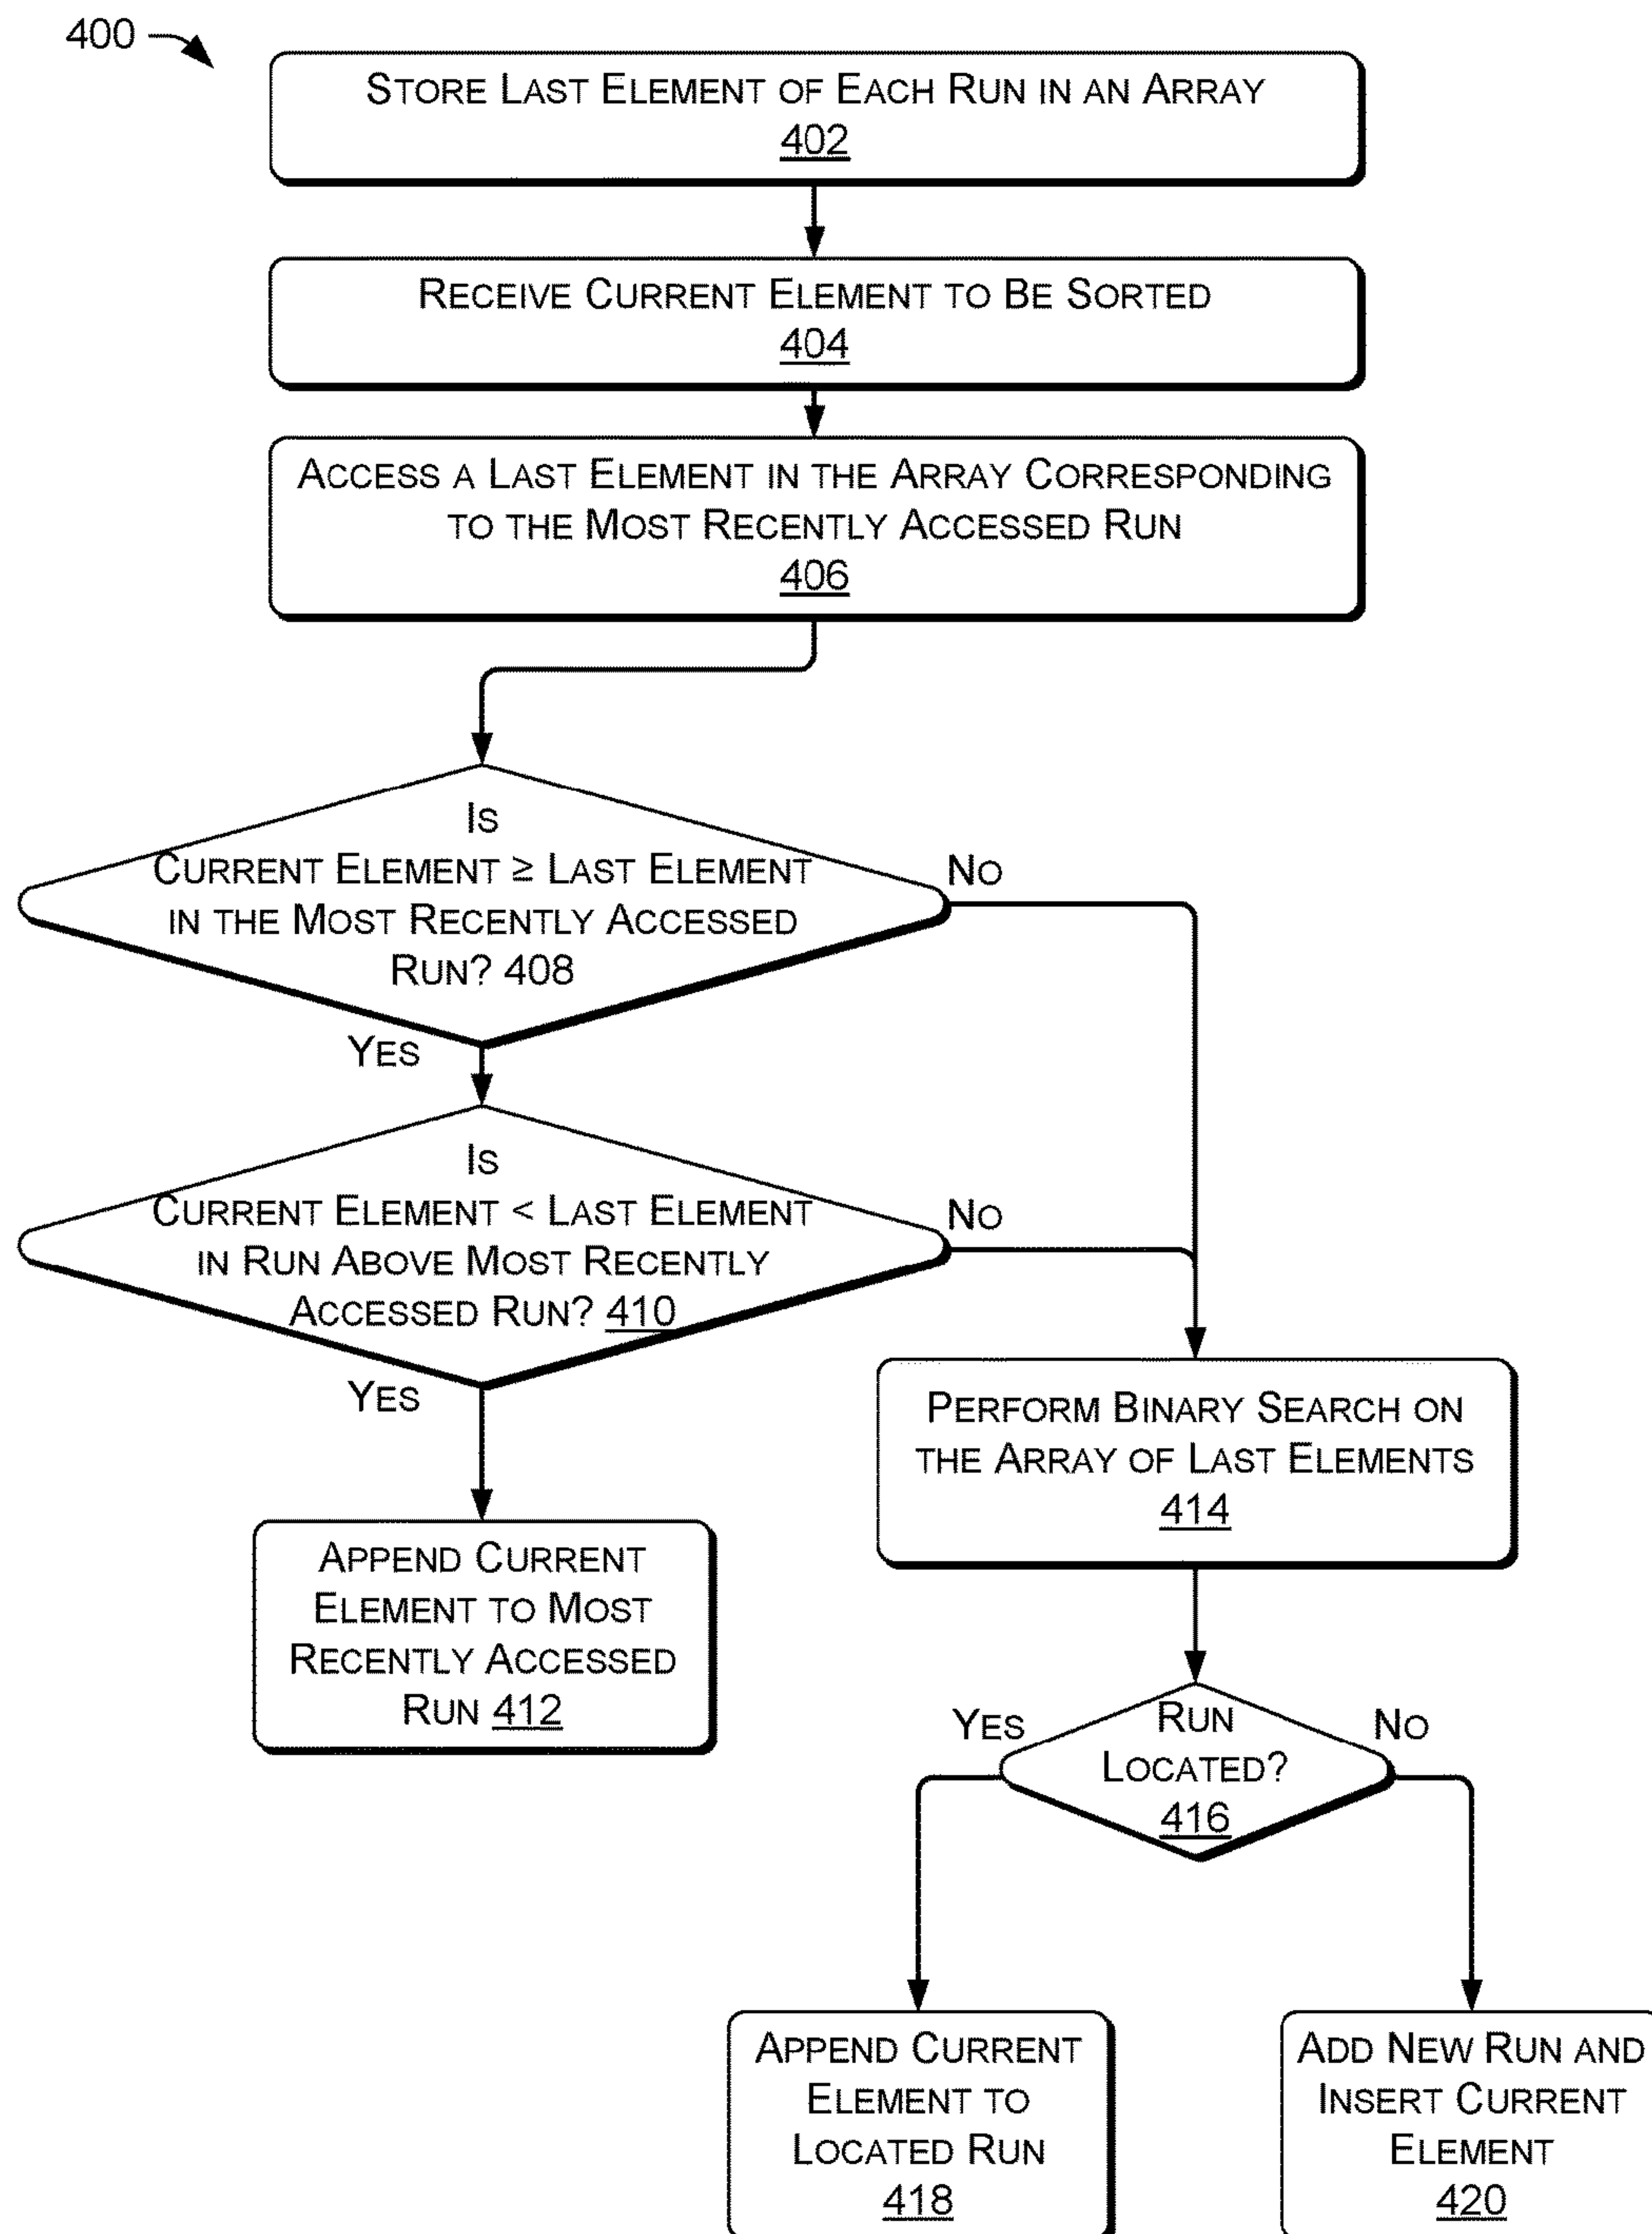 400
STORE LAST ELEMENT OF EACH RUN IN AN ARRAY
402
RECEIVE CURRENT ELEMENT TO BE SORTED
404
ACCESS A LAST ELEMENT IN THE ARRAY CORRESPONDING
TO THE MOST RECENTLY ACCESSED RUN
406
IS
CURRENT ELEMENT ≥ LAST ELEMENT
IN THE MOST RECENTLY ACCESSED
RUN? 408
NO
YES
IS
CURRENT ELEMENT < LAST ELEMENT
IN RUN ABOVE MOST RECENTLY
ACCESSED RUN? 410
NO
YES
APPEND CURRENT
ELEMENT TO MOST
RECENTLY ACCESSED
RUN 412
PERFORM BINARY SEARCH ON
THE ARRAY OF LAST ELEMENTS
414
RUN
LOCATED?
416
YES
NO
APPEND CURRENT
ELEMENT TO
LOCATED RUN
418
ADD NEW RUN AND
INSERT CURRENT
ELEMENT
420